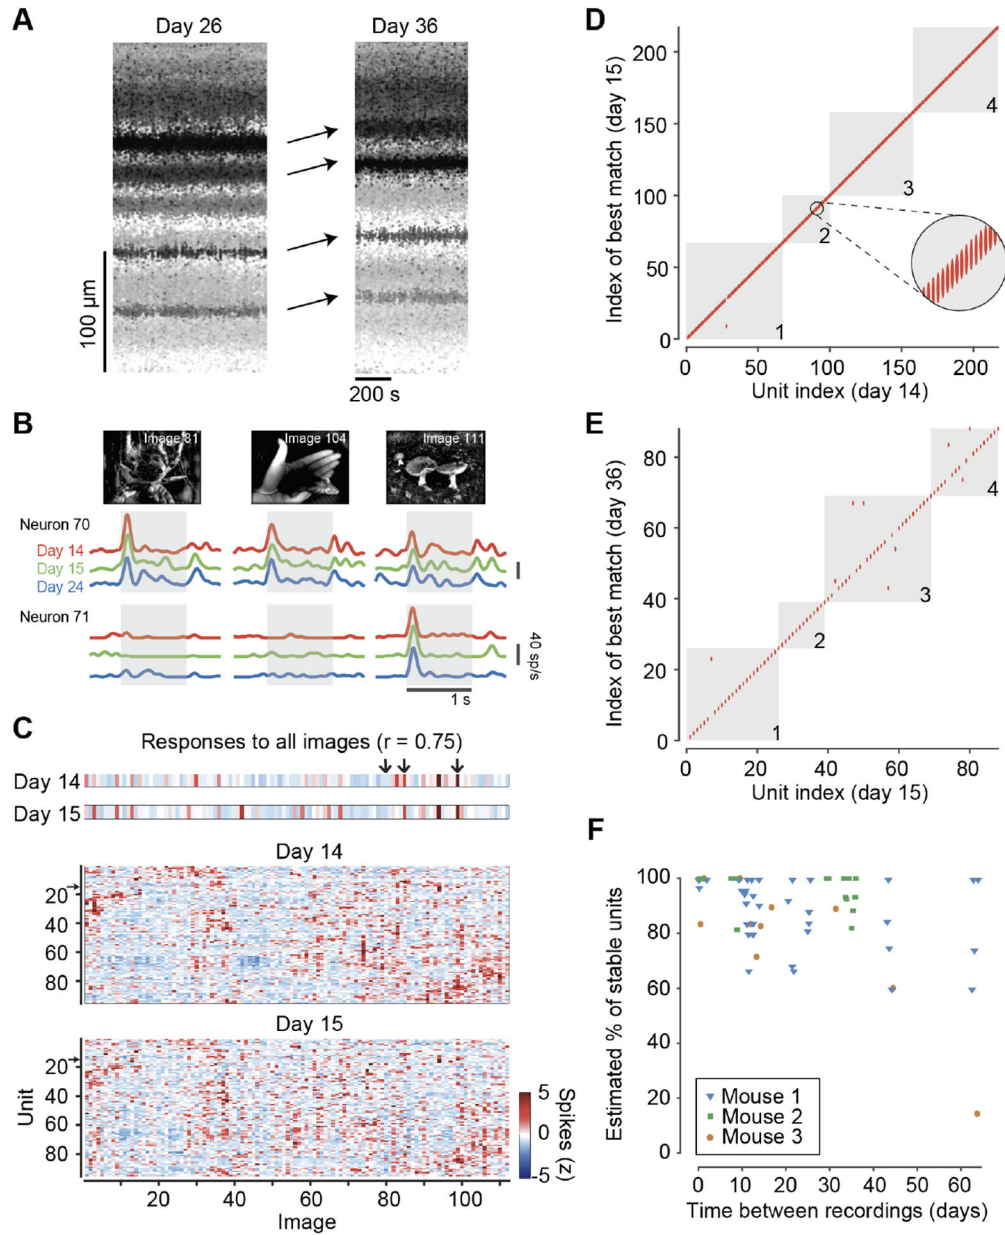 A
Day 26
Day 36
100 µm
200 s
B
Image 81
Image 104
Image 111
Neuron 70
Day 14
Day 15
Day 24
Neuron 71
40 sp/s
1 s
C
Responses to all images (r = 0.75)
Day 14
Day 15
Day 14
20
40
60
80
Day 15
20
40
60
80
Unit
20
40
60
80
100
Image
5
0
-5
Spikes (z)
D
200
150
100
50
0
Index of best match (day 15)
1
2
3
4
0
50
100
150
200
Unit index (day 14)
E
80
60
40
20
0
Index of best match (day 36)
1
2
3
4
0
20
40
60
80
Unit index (day 15)
F
100
80
60
40
20
0
Estimated % of stable units
Mouse 1
Mouse 2
Mouse 3
0
10
20
30
40
50
60
Time between recordings (days)